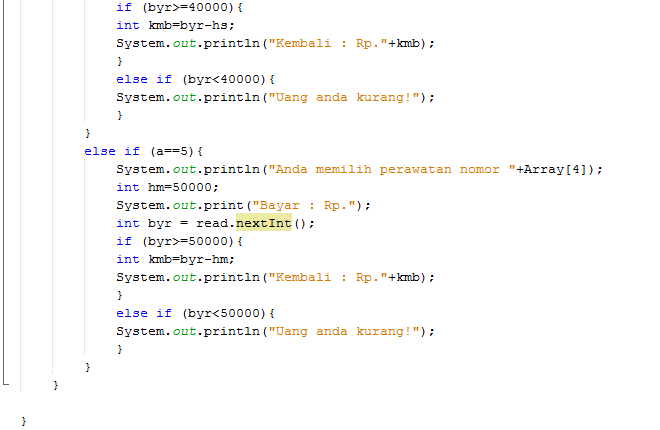 if (byr>=40000){
int kmb=byr-hs;
System.out.println("Kembali : Rp."+kmb);
}
else if (byr<40000){
System.out.println("Uang anda kurang!");
}
}
else if (a==5){
System.out.println("Anda memilih perawatan nomor "+Array[4]);
int hm=50000;
System.out.print("Bayar : Rp.");
int byr = read.nextInt();
if (byr>=50000){
int kmb=byr-hm;
System.out.println("Kembali : Rp."+kmb);
}
else if (byr<50000){
System.out.println("Uang anda kurang!");
}
}
}
}